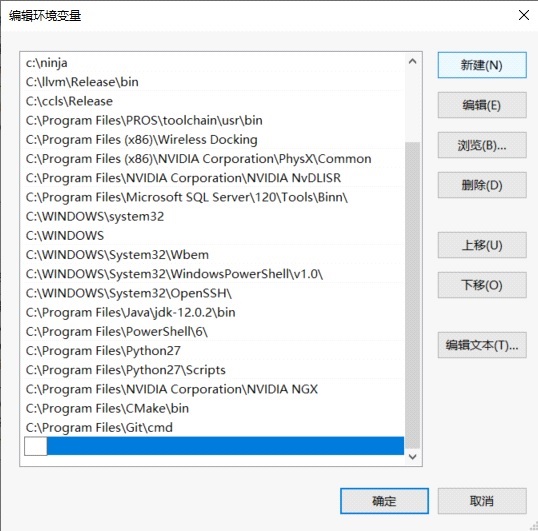 编辑环境变量
c:\ninja
C:\llvm\Release\bin
C:\ccls\Release
C:\Program Files\PROS\toolchain\usr\bin
C:\Program Files (x86)\Wireless Docking
C:\Program Files (x86)\NVIDIA Corporation\PhysX\Common
C:\Program Files\NVIDIA Corporation\NVIDIA NvDLISR
C:\Program Files\Microsoft SQL Server\120\Tools\Binn\
C:\WINDOWS\system32
C:\WINDOWS
C:\WINDOWS\System32\Wbem
C:\WINDOWS\System32\WindowsPowerShell\v1.0\
C:\WINDOWS\System32\OpenSSH\
C:\Program Files\Java\jdk-12.0.2\bin
C:\Program Files\PowerShell\6\
C:\Program Files\Python27
C:\Program Files\Python27\Scripts
C:\Program Files\NVIDIA Corporation\NVIDIA NGX
C:\Program Files\CMake\bin
C:\Program Files\Git\cmd
新建(N)
编辑(E)
浏览(B)...
删除(D)
上移(U)
下移(O)
编辑文本(T)...
确定
取消